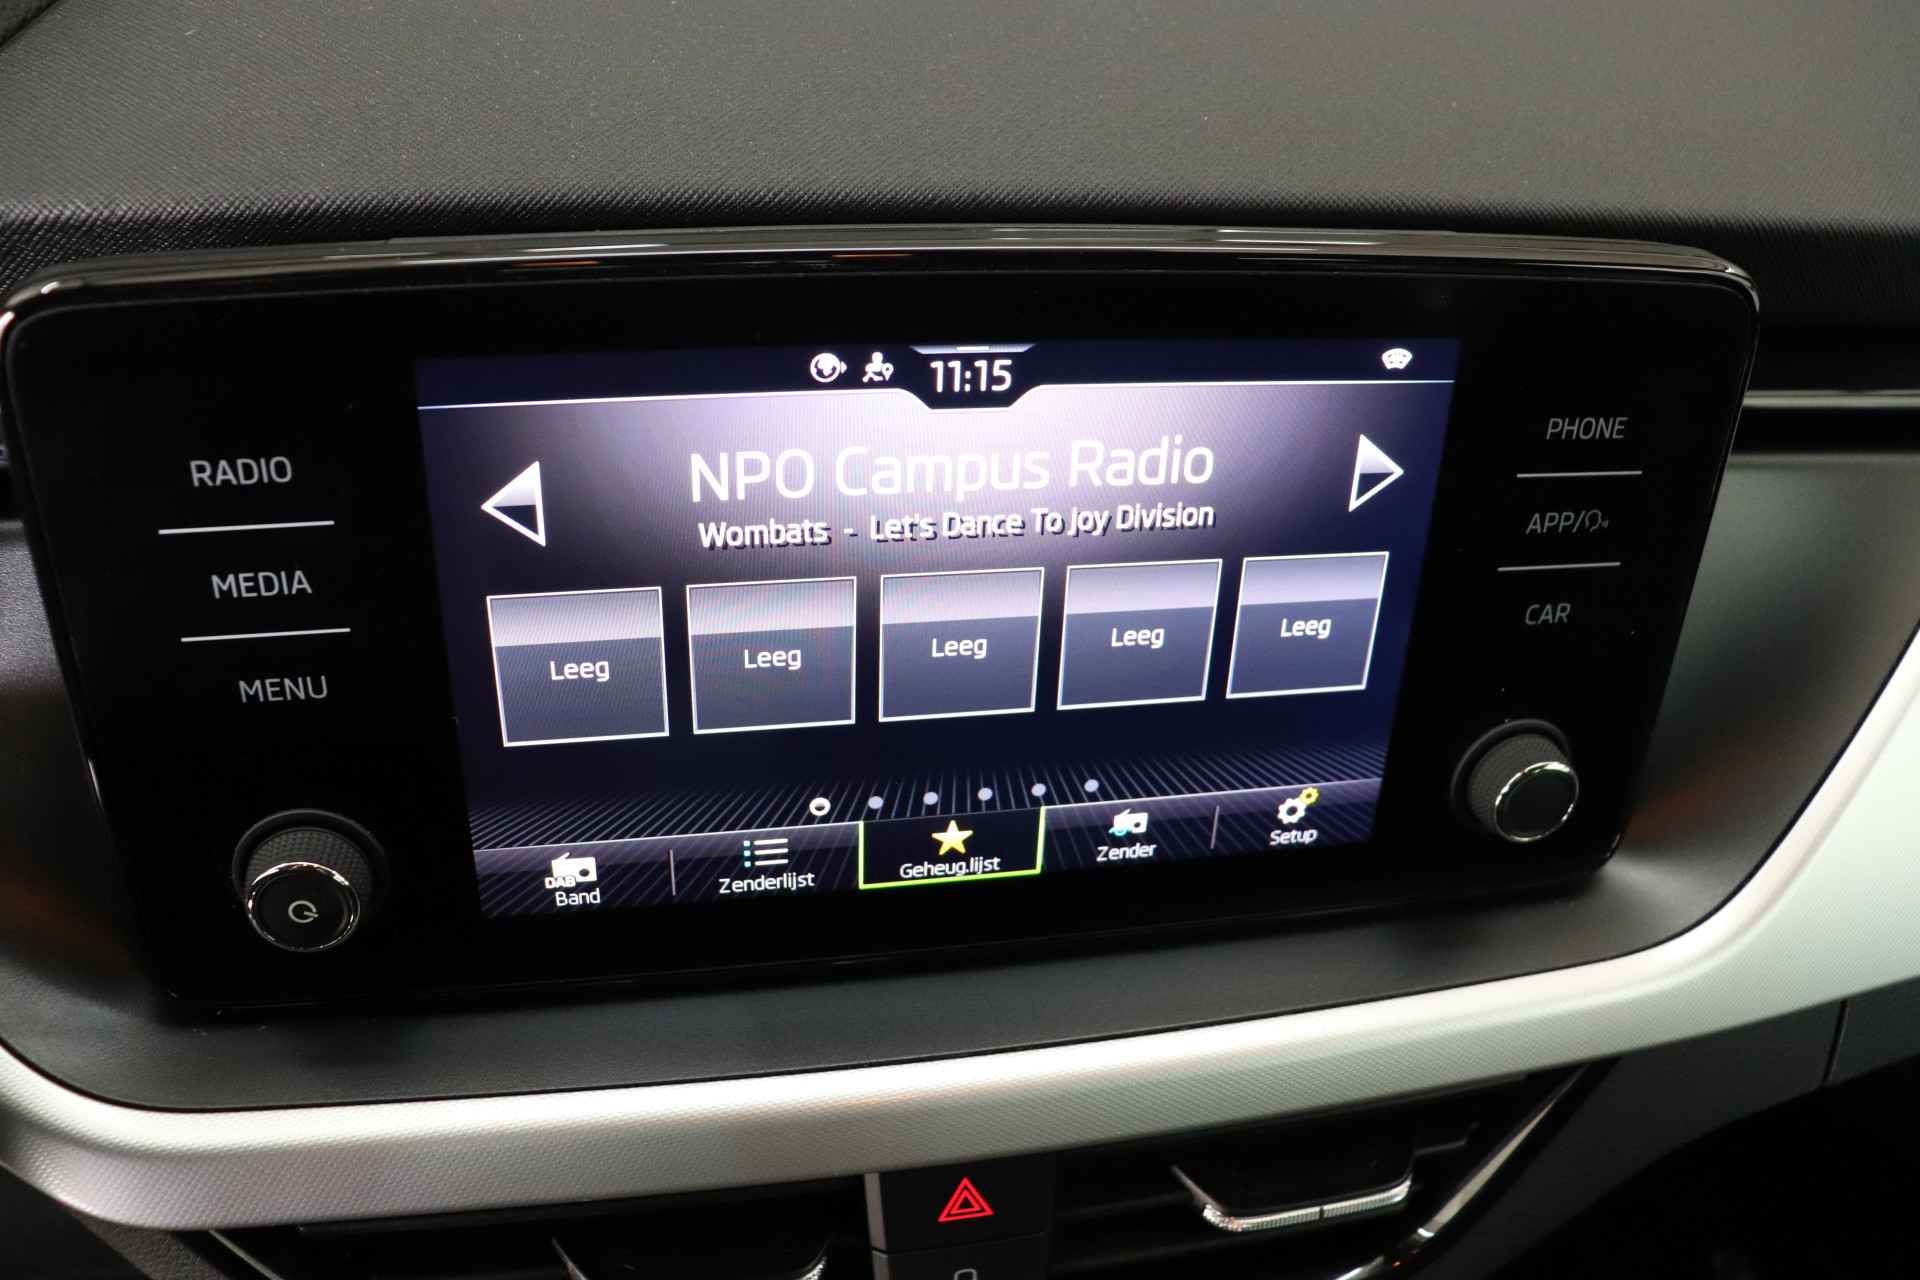 11:15
NPO Campus Radio
Wombats - Let's Dance To Joy Division
RADIO
MEDIA
MENU
PHONE
APP/
CAR
Leeg
Leeg
Leeg
Leeg
Leeg
DAB
Band
Zenderlijst
Geheug.lijst
Zender
Setup